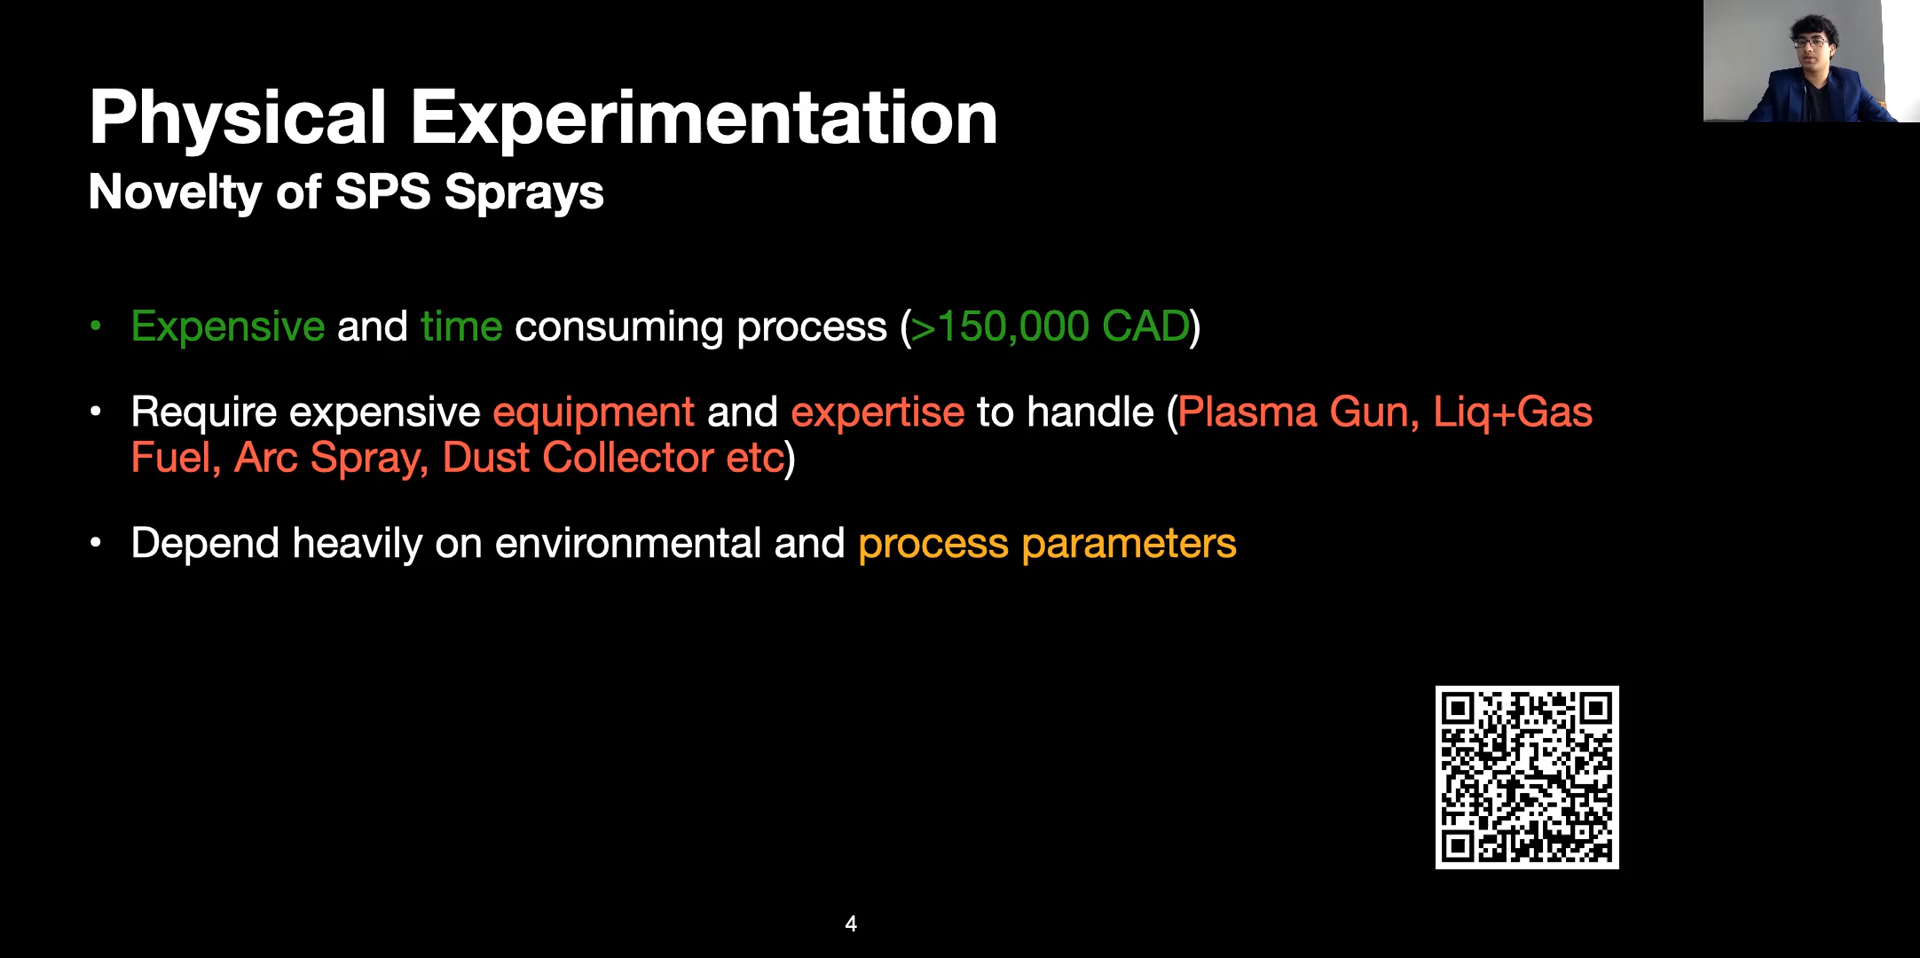 Physical Experimentation
Novelty of SPS Sprays
• Expensive and time consuming process (>150,000 CAD)
• Require expensive equipment and expertise to handle (Plasma Gun, Liq+Gas
Fuel, Arc Spray, Dust Collector etc)
• Depend heavily on environmental and process parameters
4